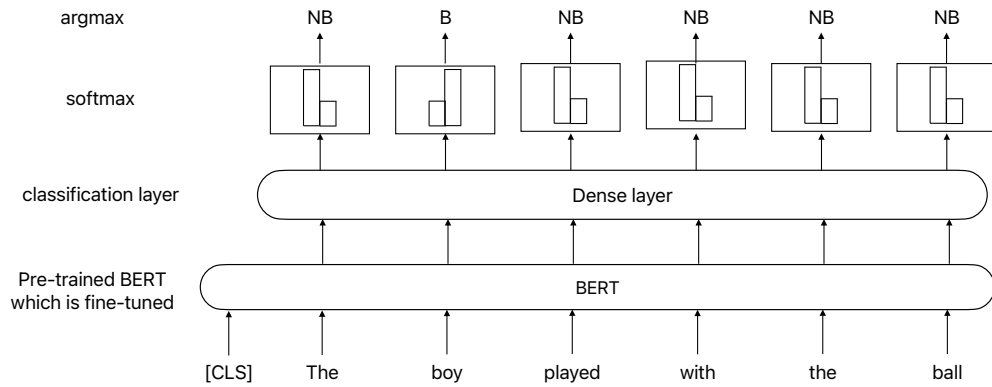 argmax NB B NB NB NB NB
softmax
classification layer Dense layer
Pre-trained BERT
which is fine-tuned
BERT
[CLS] The boy played with the ball